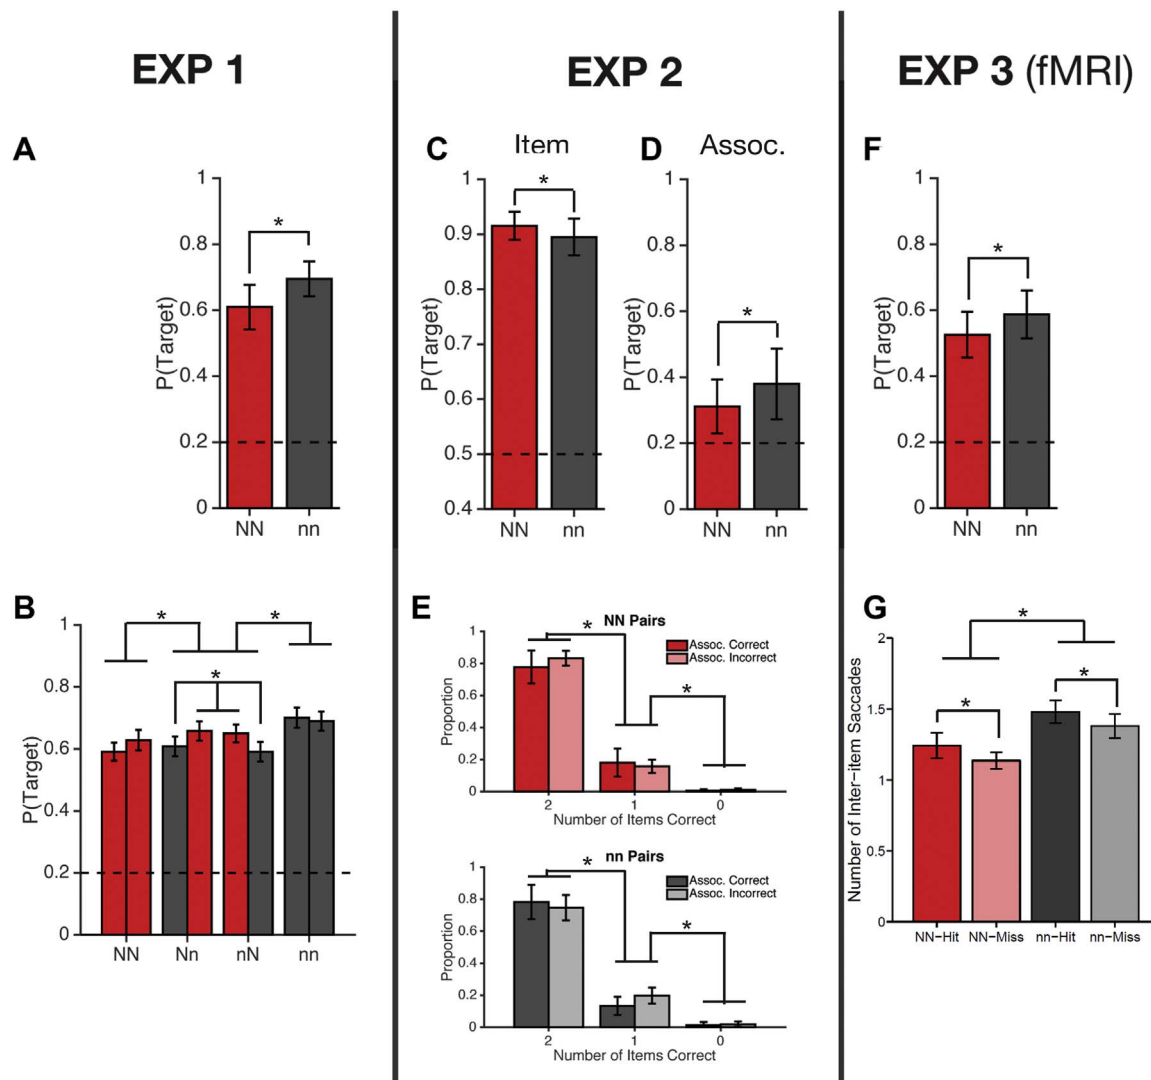 EXP 1
A
P(Target)
1
0.8
0.6
0.4
0.2
0
*
NN nn
B
P(Target)
1
0.8
0.6
0.4
0.2
0
* *
*
NN Nn nN nn
EXP 2
C Item
P(Target)
1
0.9
0.8
0.7
0.6
0.5
0.4
*
NN nn
D Assoc.
P(Target)
1
0.8
0.6
0.4
0.2
0
*
NN nn
E
NN Pairs
Assoc. Correct
Assoc. Incorrect
Proportion
1
0.8
0.6
0.4
0.2
0
*
*
2 1 0
Number of Items Correct
nn Pairs
Assoc. Correct
Assoc. Incorrect
Proportion
1
0.8
0.6
0.4
0.2
0
*
*
2 1 0
Number of Items Correct
EXP 3 (fMRI)
F
P(Target)
1
0.8
0.6
0.4
0.2
0
*
NN nn
G
Number of Inter-item Saccades
2
1.5
1
0.5
0
*
* *
NN-Hit NN-Miss nn-Hit nn-Miss